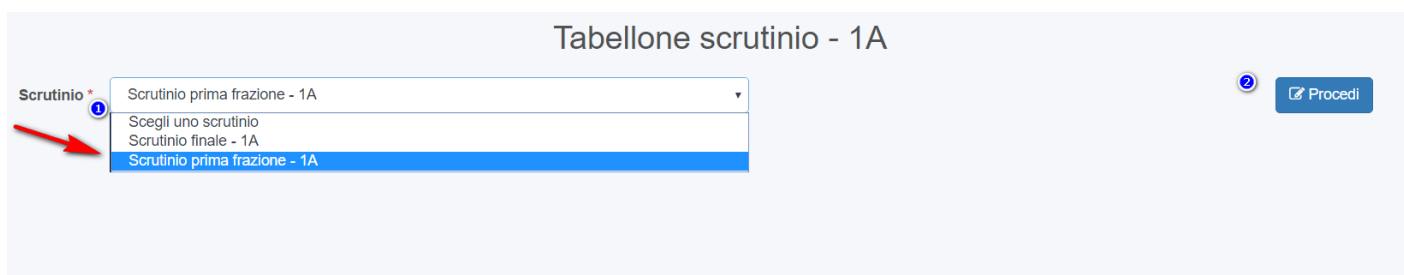 Tabellone scrutinio - 1A
Scrutinio * Scrutinio prima frazione - 1A 2 Procedi
1
Scegli uno scrutinio
Scrutinio finale - 1A
Scrutinio prima frazione - 1A